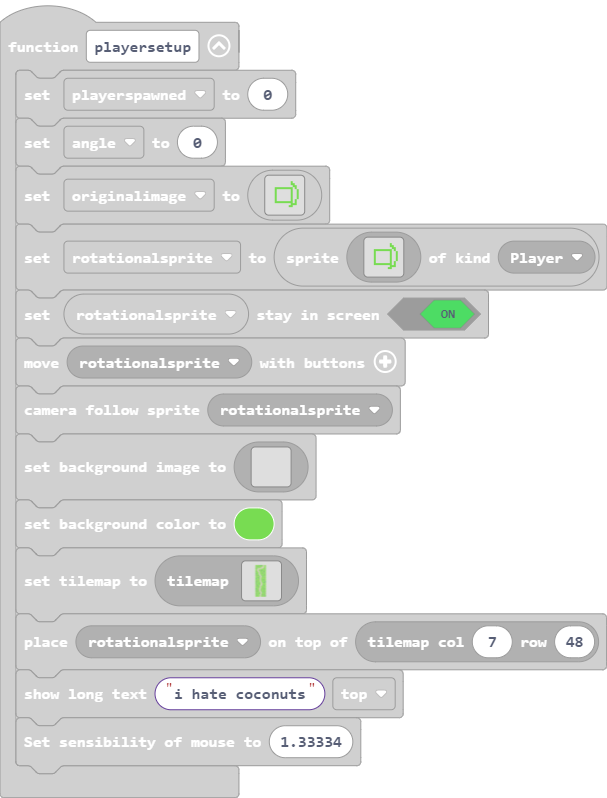 function playersetup
set playerspawned to 0
set angle to 0
set originalimage to
set rotationalsprite to sprite of kind Player
set rotationalsprite stay in screen ON
move rotationalsprite with buttons
camera follow sprite rotationalsprite
set background image to
set background color to
set tilemap to tilemap
place rotationalsprite on top of tilemap col 7 row 48
show long text "i hate coconuts" top
Set sensibility of mouse to 1.33334